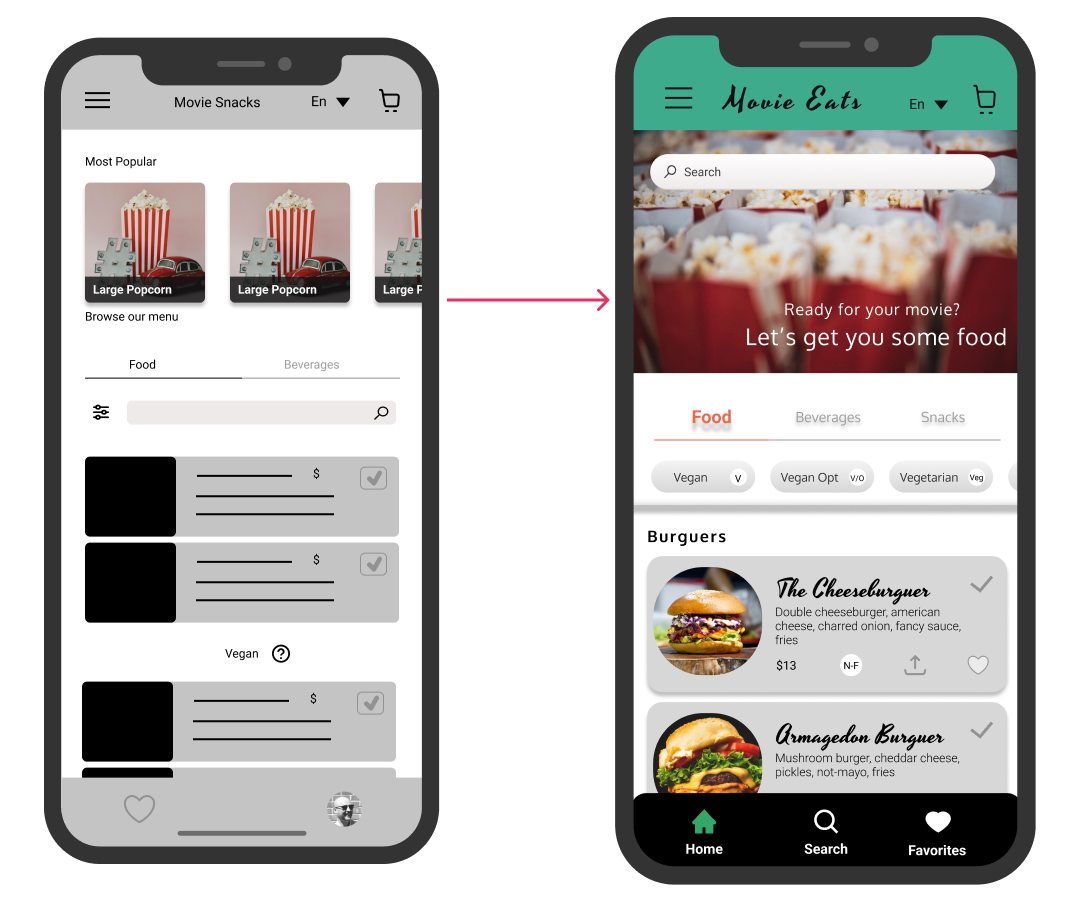 Movie Snacks
En
Most Popular
Large Popcorn
Large Popcorn
Large F
Browse our menu
Food
Beverages
$
$
Vegan
?
$
Movie Eats
En
Search
Ready for your movie?
Let's get you some food
Food
Beverages
Snacks
Vegan V
Vegan Opt V/O
Vegetarian Veg
Burguers
The Cheeseburguer
Double cheeseburger, american
cheese, charred onion, fancy sauce,
fries
$13
N-F
Armagedon Burguer
Mushroom burger, cheddar cheese,
pickles, not-mayo, fries
Home
Search
Favorites